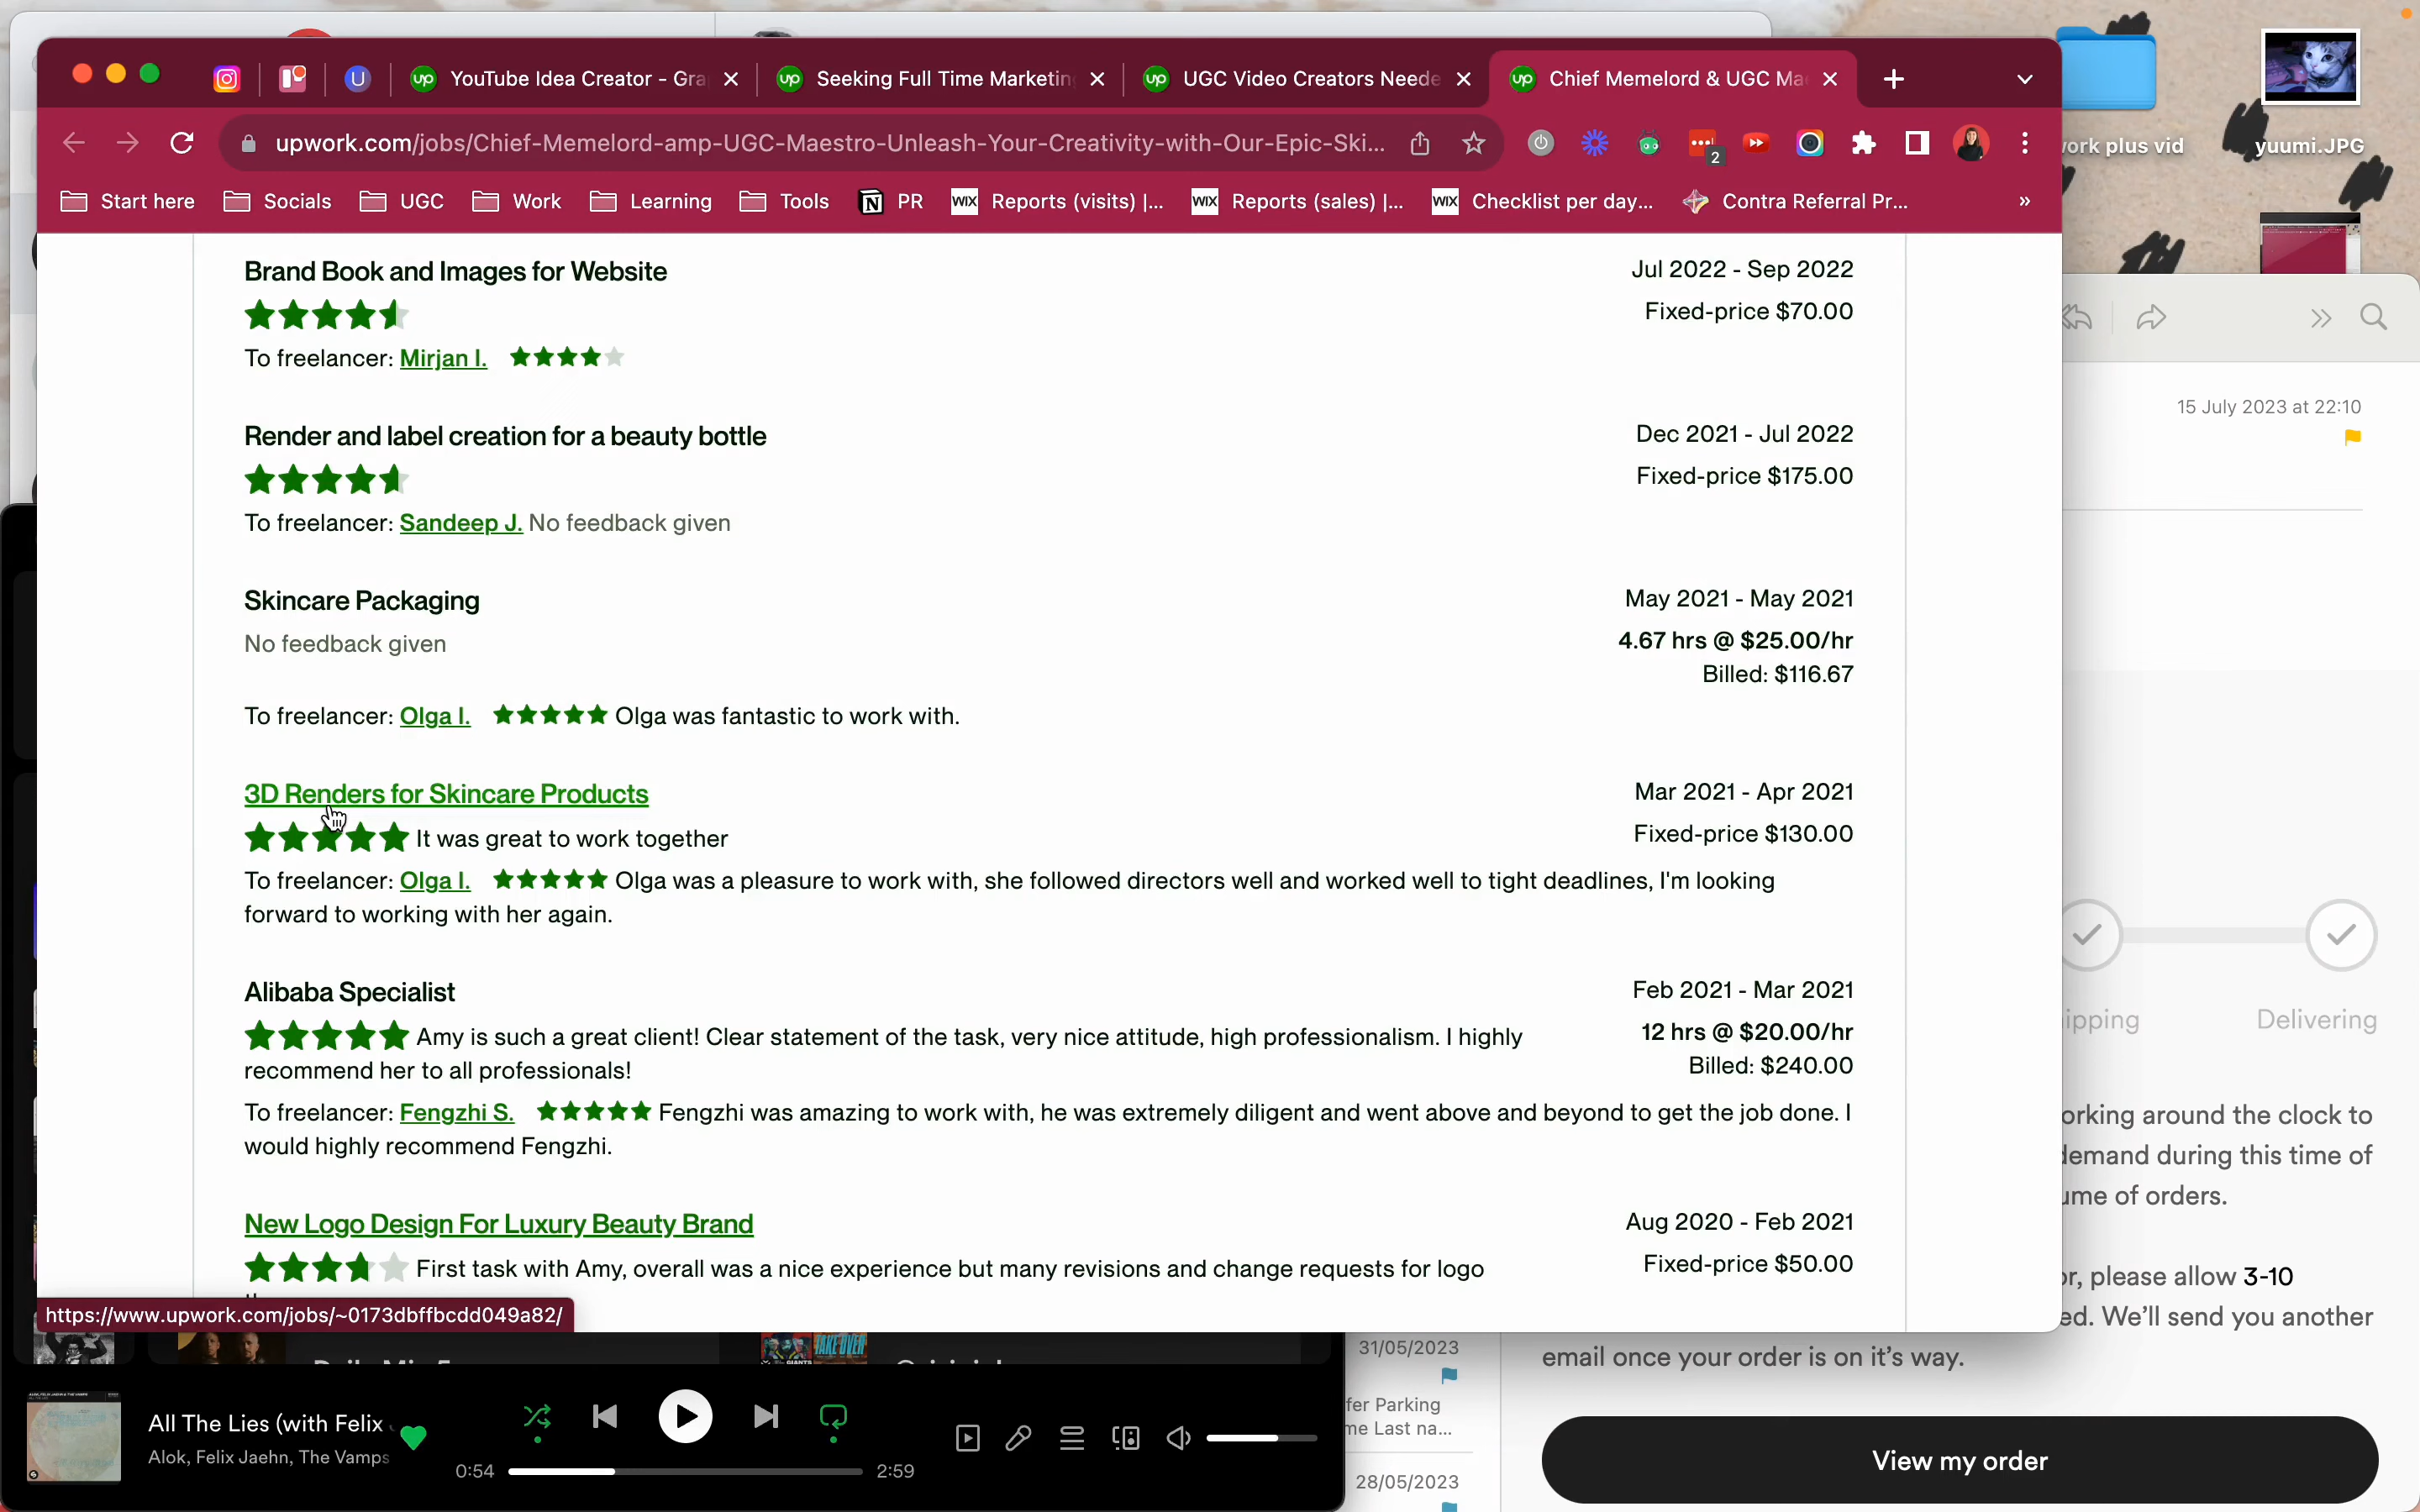 YouTube Idea Creator - Gra
Seeking Full Time Marketin
UGC Video Creators Neede
Chief Memelord & UGC Ma
upwork.com/jobs/Chief-Memelord-amp-UGC-Maestro-Unleash-Your-Creativity-with-Our-Epic-Ski...
2
Start here
Socials
UGC
Work
Learning
Tools
PR
Reports (visits) |...
Reports (sales) |...
Checklist per day...
Contra Referral Pr...
»
work plus vid
yuumi.JPG
Brand Book and Images for Website
Jul 2022 - Sep 2022
Fixed-price $70.00
To freelancer: Mirjan I.
Render and label creation for a beauty bottle
Dec 2021 - Jul 2022
Fixed-price $175.00
To freelancer: Sandeep J. No feedback given
Skincare Packaging
May 2021 - May 2021
No feedback given
4.67 hrs @ $25.00/hr
Billed: $116.67
To freelancer: Olga I. Olga was fantastic to work with.
3D Renders for Skincare Products
Mar 2021 - Apr 2021
It was great to work together
Fixed-price $130.00
To freelancer: Olga I. Olga was a pleasure to work with, she followed directors well and worked well to tight deadlines, I'm looking
forward to working with her again.
Alibaba Specialist
Feb 2021 - Mar 2021
Amy is such a great client! Clear statement of the task, very nice attitude, high professionalism. I highly
recommend her to all professionals!
12 hrs @ $20.00/hr
Billed: $240.00
To freelancer: Fengzhi S. Fengzhi was amazing to work with, he was extremely diligent and went above and beyond to get the job done. I
would highly recommend Fengzhi.
New Logo Design For Luxury Beauty Brand
Aug 2020 - Feb 2021
First task with Amy, overall was a nice experience but many revisions and change requests for logo
Fixed-price $50.00
https://www.upwork.com/jobs/~0173dbffbcdd049a82/
15 July 2023 at 22:10
ipping
Delivering
orking around the clock to
demand during this time of
ume of orders.
or, please allow 3-10
ed. We'll send you another
email once your order is on it's way.
View my order
31/05/2023
fer Parking
me Last na...
28/05/2023
TAKEOVER
All The Lies (with Felix
Alok, Felix Jaehn, The Vamps
0:54
2:59